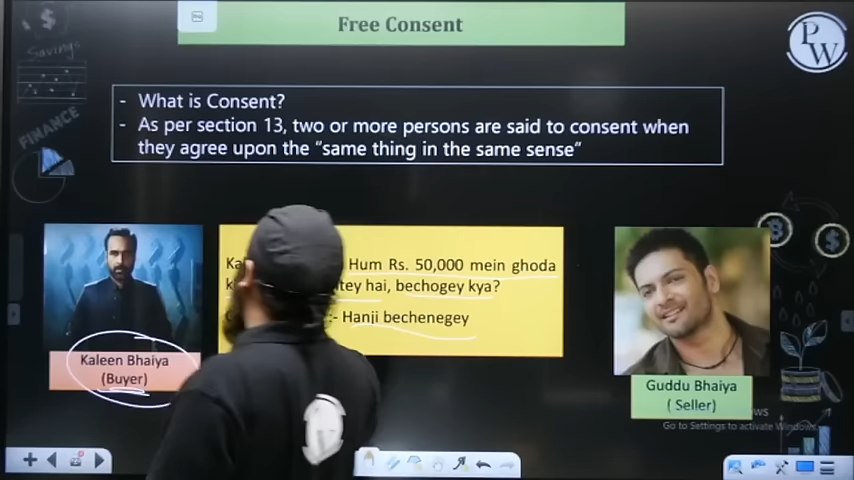 Free Consent
PW
Savings
FINANCE
- What is Consent?
- As per section 13, two or more persons are said to consent when
they agree upon the "same thing in the same sense"
Hum Rs. 50,000 mein ghoda
hai, bechogey kya?
:- Hanji bechenegey
Kaleen Bhaiya
(Buyer)
Guddu Bhaiya
( Seller)
Go to Settings to activate Windows.